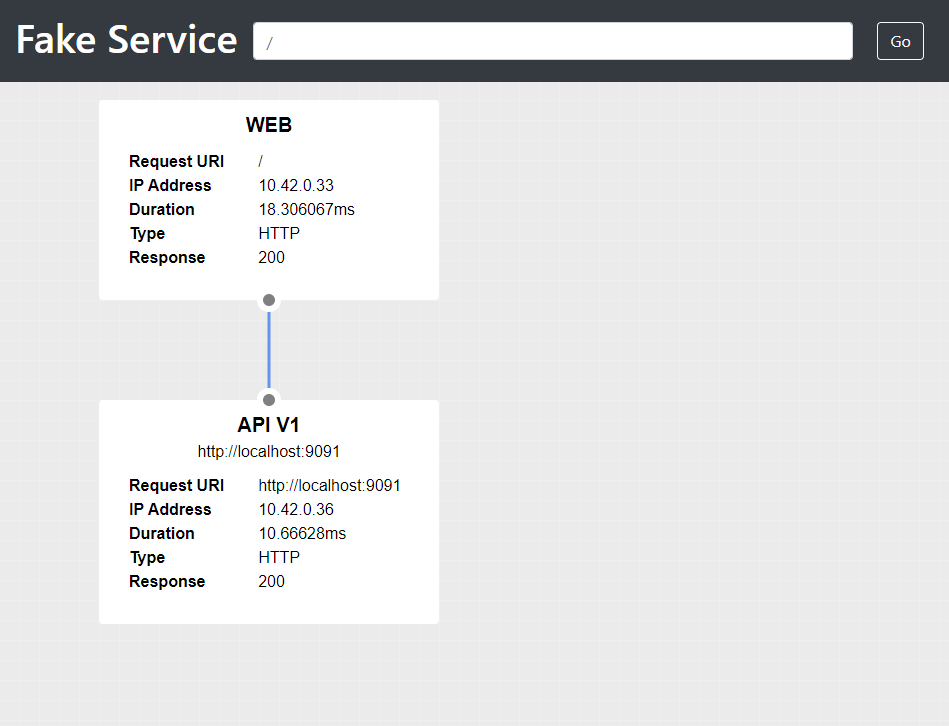 Fake Service / Go
WEB
Request URI /
IP Address 10.42.0.33
Duration 18.306067ms
Type HTTP
Response 200
API V1
http://localhost:9091
Request URI http://localhost:9091
IP Address 10.42.0.36
Duration 10.66628ms
Type HTTP
Response 200